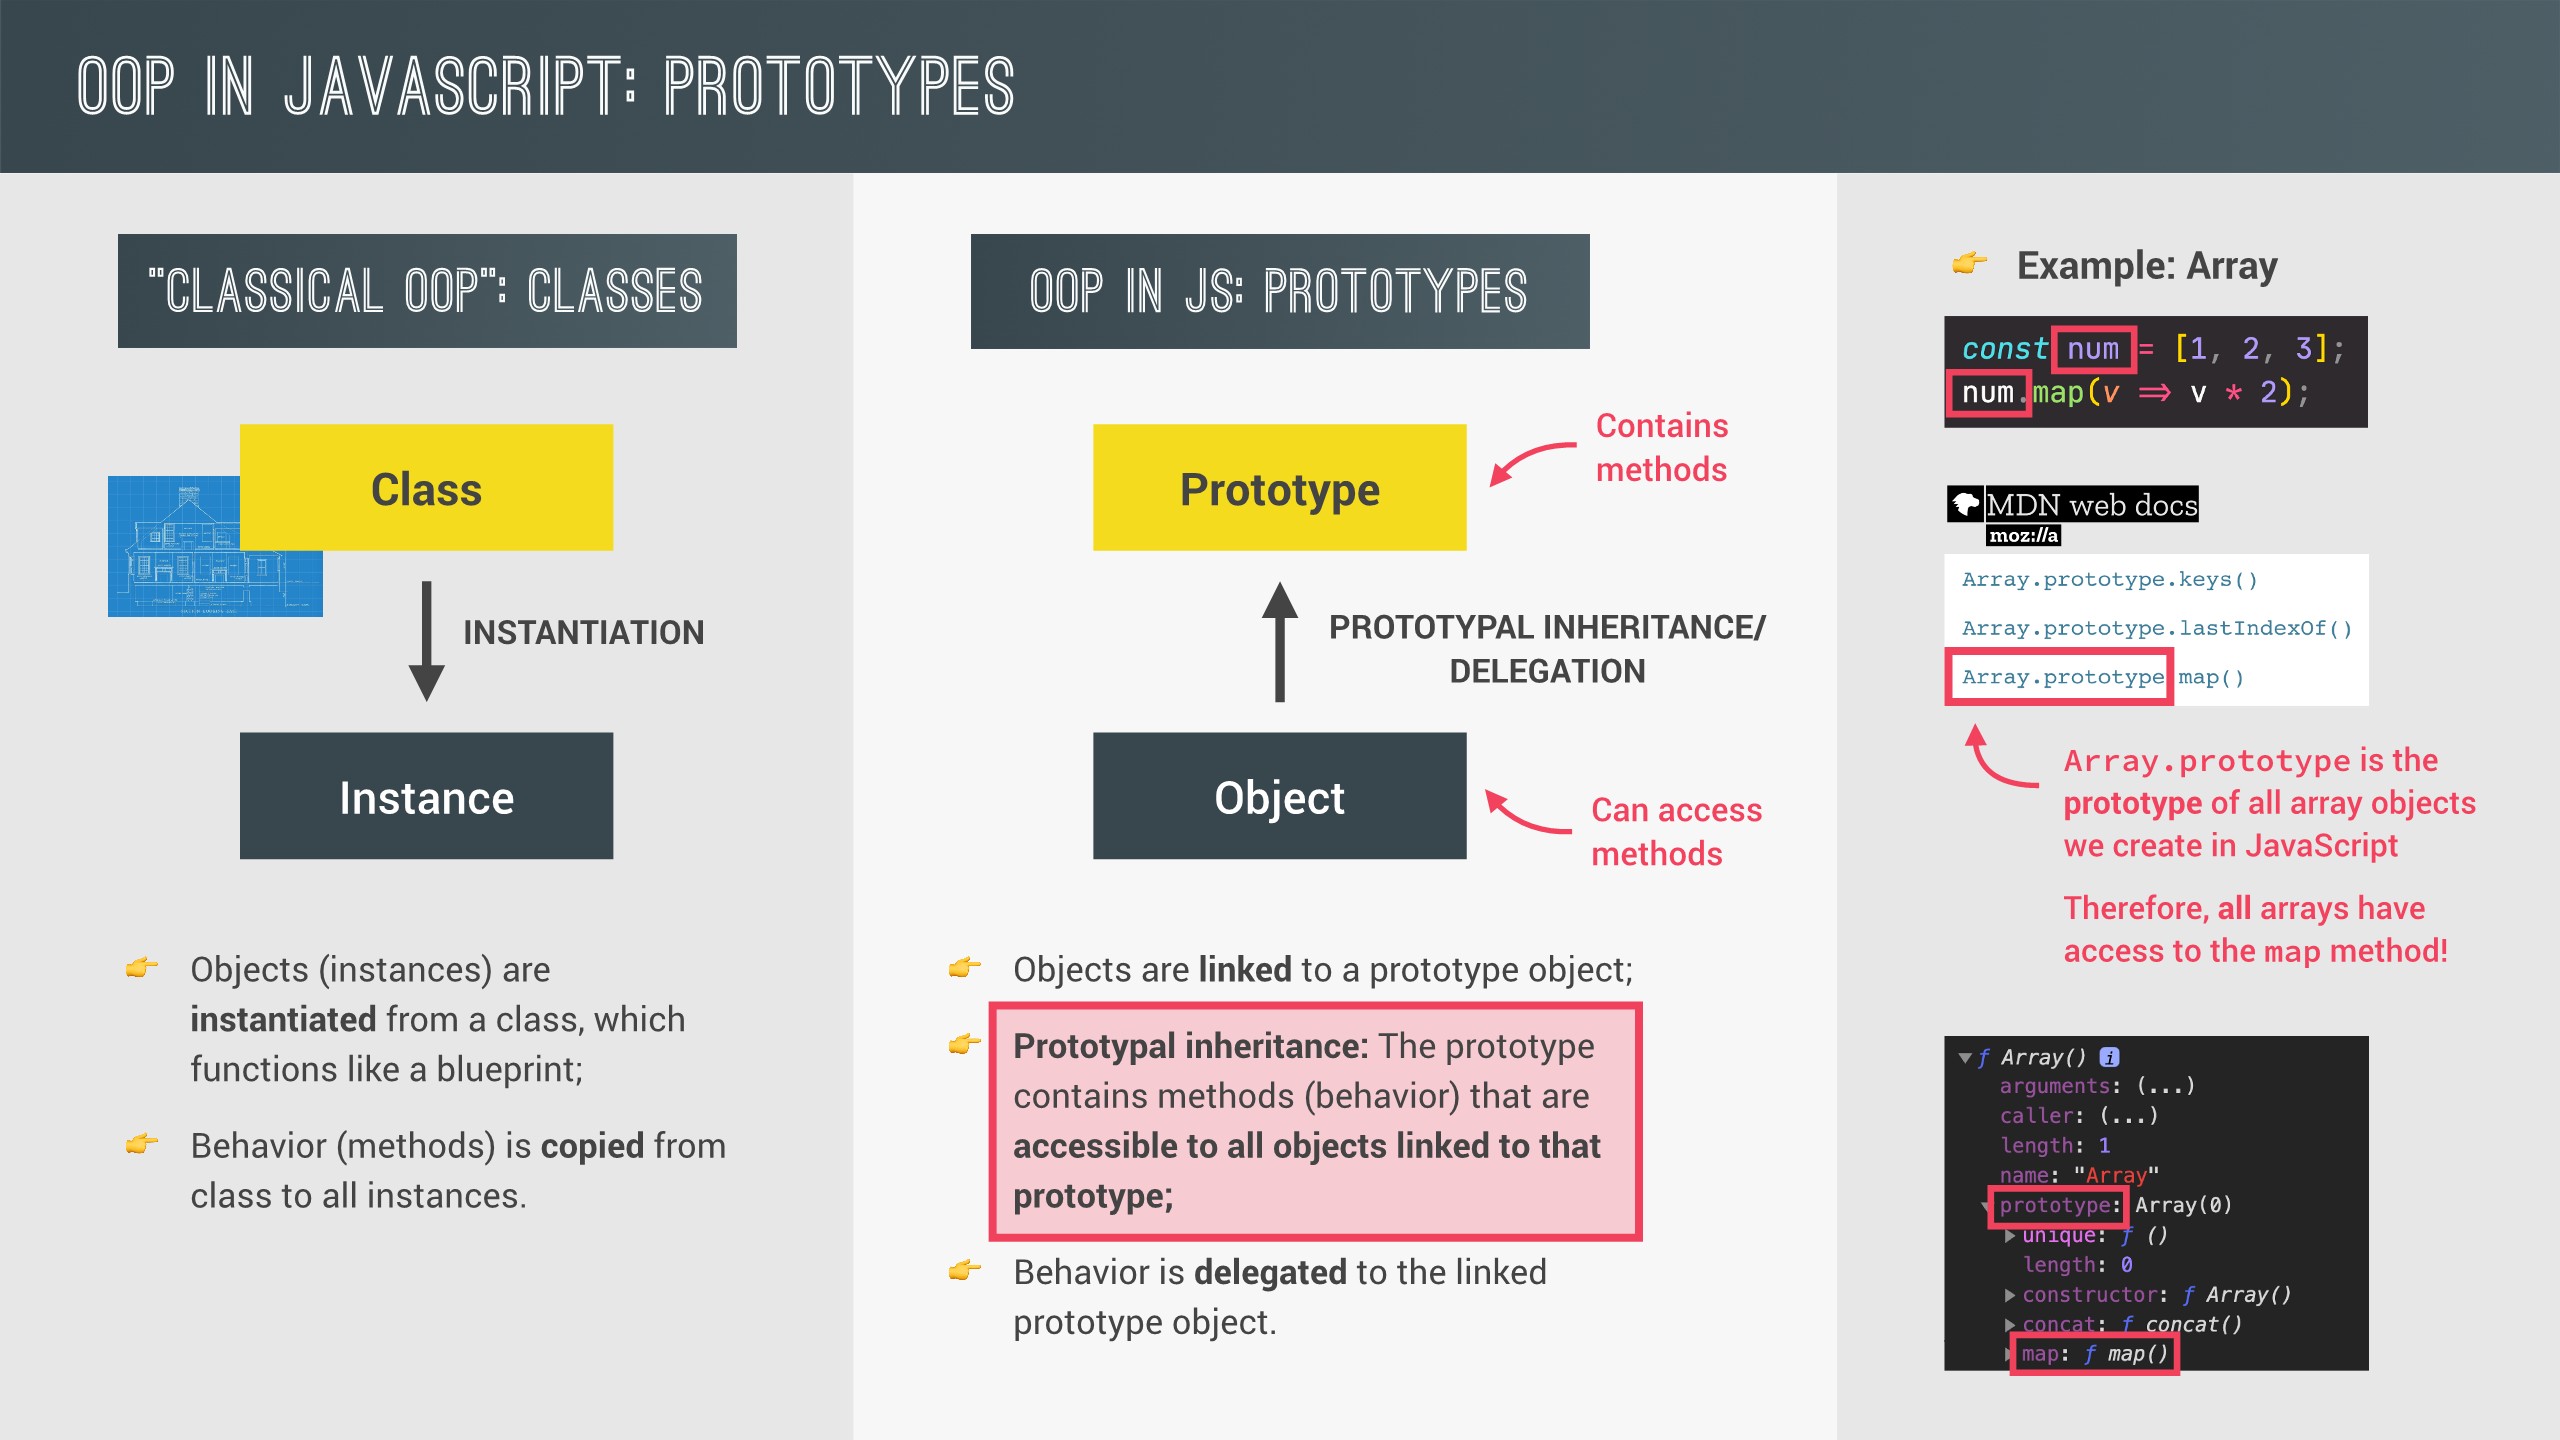 OOP IN JAVASCRIPT: PROTOTYPES
"CLASSICAL OOP": CLASSES
Class
INSTANTIATION
Instance
👉 Objects (instances) are
instantiated from a class, which
functions like a blueprint;
👉 Behavior (methods) is copied from
class to all instances.
OOP IN JS: PROTOTYPES
Prototype
Contains
methods
PROTOTYPAL INHERITANCE/
DELEGATION
Object
Can access
methods
👉 Objects are linked to a prototype object;
👉 Prototypal inheritance: The prototype
contains methods (behavior) that are
accessible to all objects linked to that
prototype;
👉 Behavior is delegated to the linked
prototype object.
👉 Example: Array
const num = [1, 2, 3];
num.map(v => v * 2);
MDN web docs
moz://a
Array.prototype.keys()
Array.prototype.lastIndexOf()
Array.prototype.map()
Array.prototype is the
prototype of all array objects
we create in JavaScript
Therefore, all arrays have
access to the map method!
▼ ƒ Array() i
arguments: (...)
caller: (...)
length: 1
name: "Array"
▼ prototype: Array(0)
▶ unique: ƒ ()
length: 0
▶ constructor: ƒ Array()
▶ concat: ƒ concat()
▶ map: ƒ map()